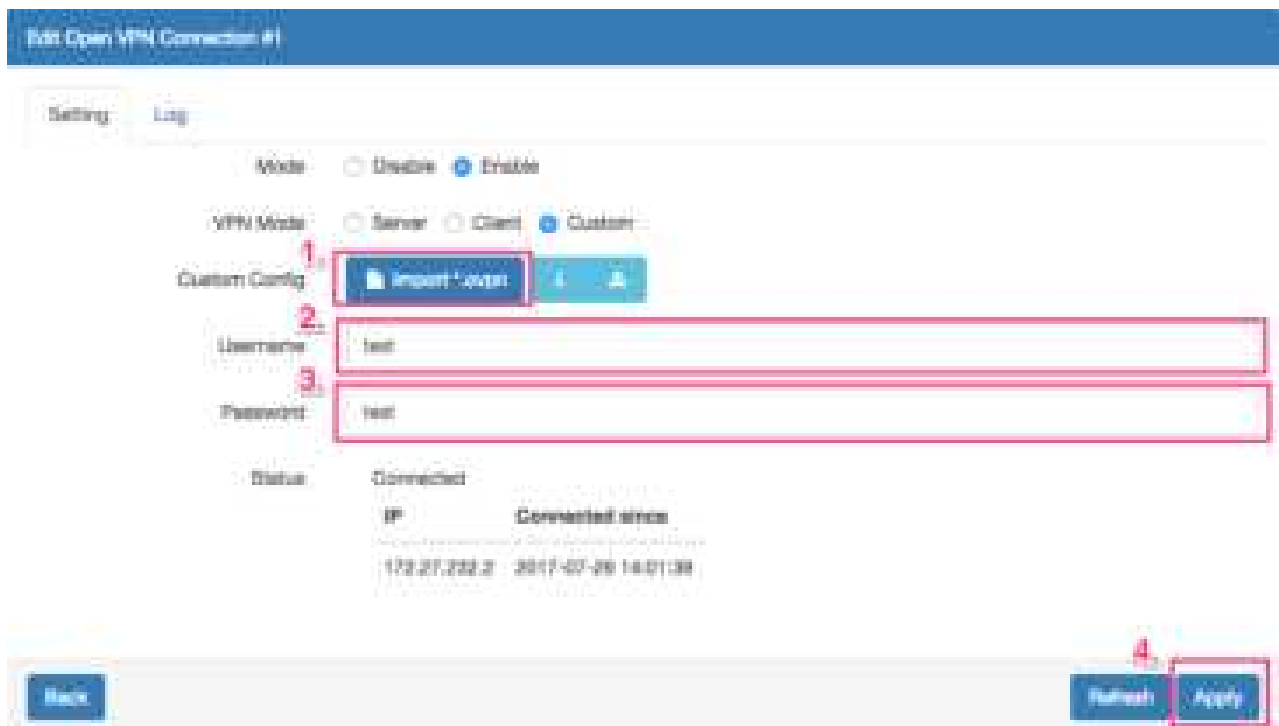 Edit Open VPN Connection #1
Setting Log
Mode Disable Enable
VPN Mode Server Client Custom
1.
Custom Config Import *.ovpn
2.
Username test
3.
Password test
Status Connected
IP Connected since
172.27.232.2 2017-07-26 14:01:38
4.
Back Refresh Apply